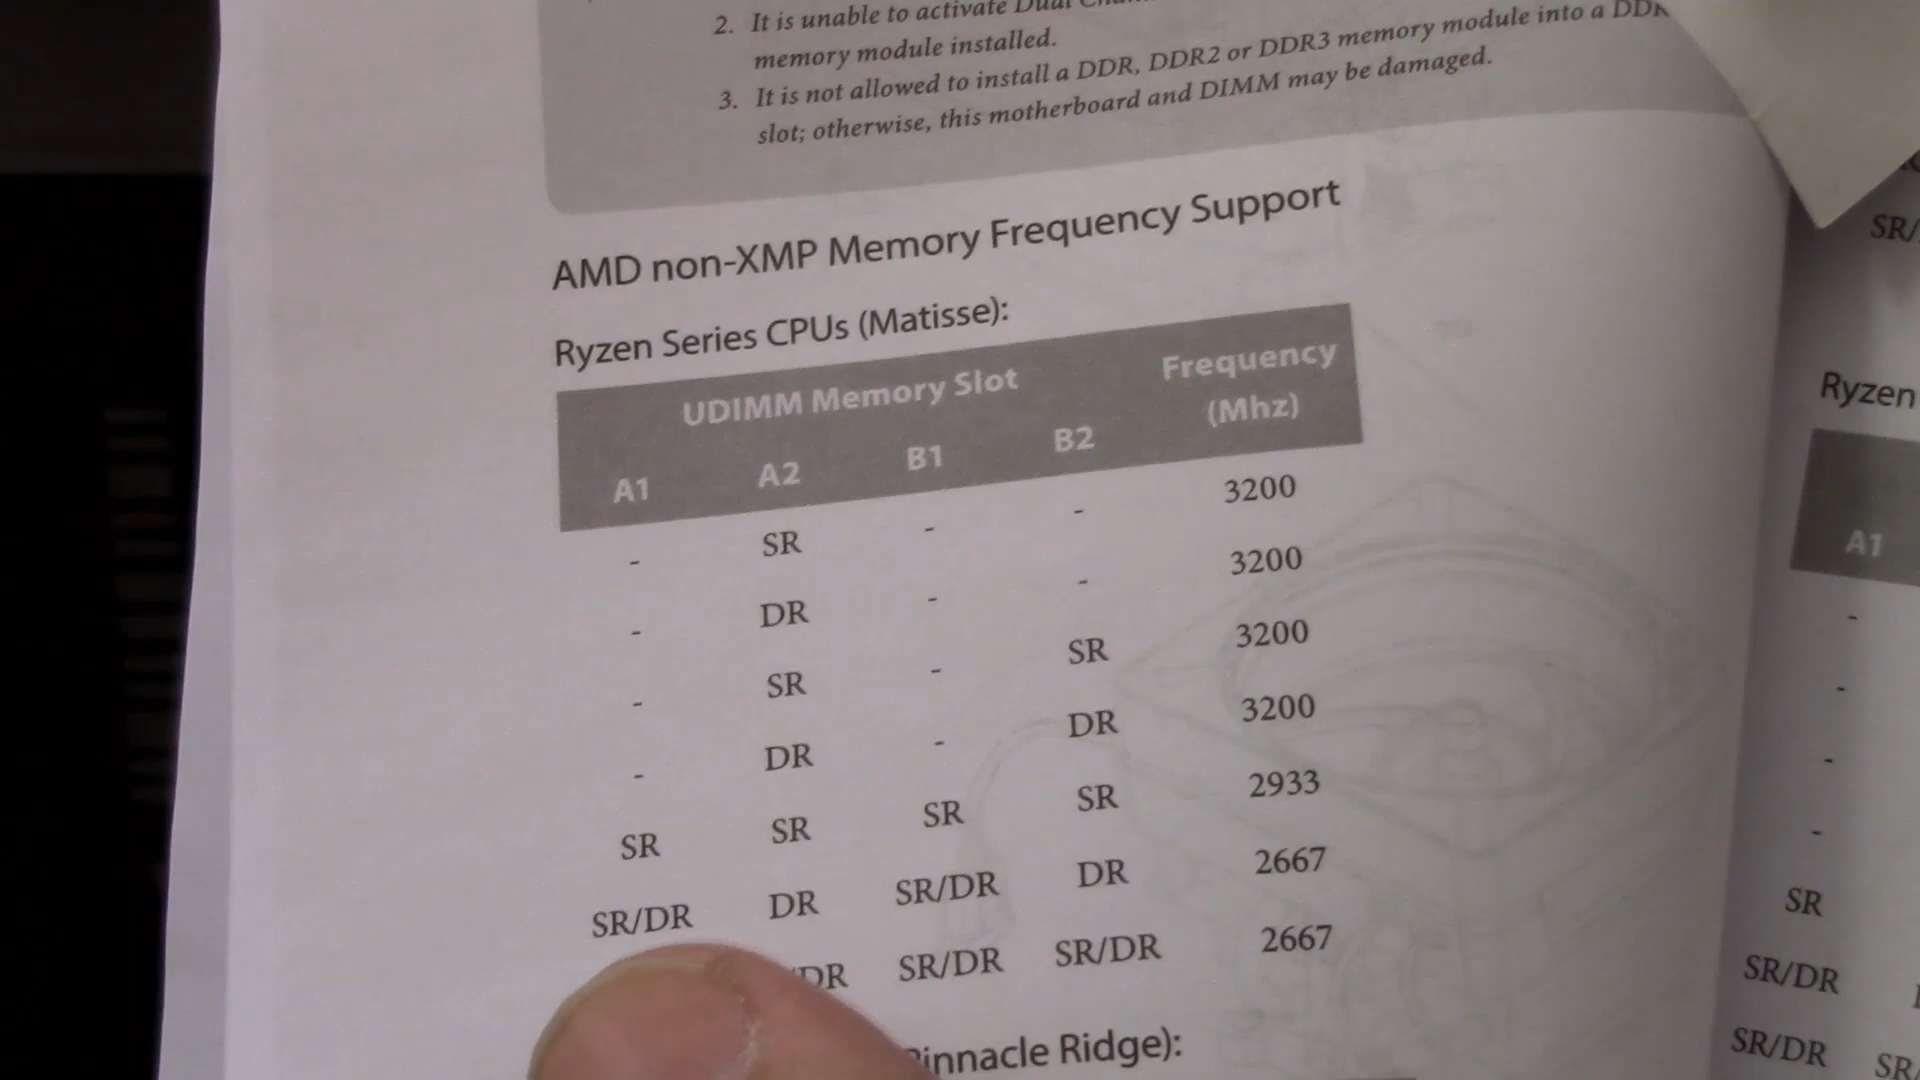 2. It is unable to activate Dual
memory module installed.
3. It is not allowed to install a DDR, DDR2 or DDR3 memory module into a DDR
slot; otherwise, this motherboard and DIMM may be damaged.
AMD non-XMP Memory Frequency Support
Ryzen Series CPUs (Matisse):
UDIMM Memory Slot Frequency
(Mhz)
A1 A2 B1 B2
- SR - - 3200
- DR - - 3200
- SR - SR 3200
- DR - DR 3200
SR SR SR SR 2933
SR/DR DR SR/DR DR 2667
SR/DR SR/DR 2667
Ridge):
Ryzen
A1
-
-
-
-
SR
SR/DR
SR/DR